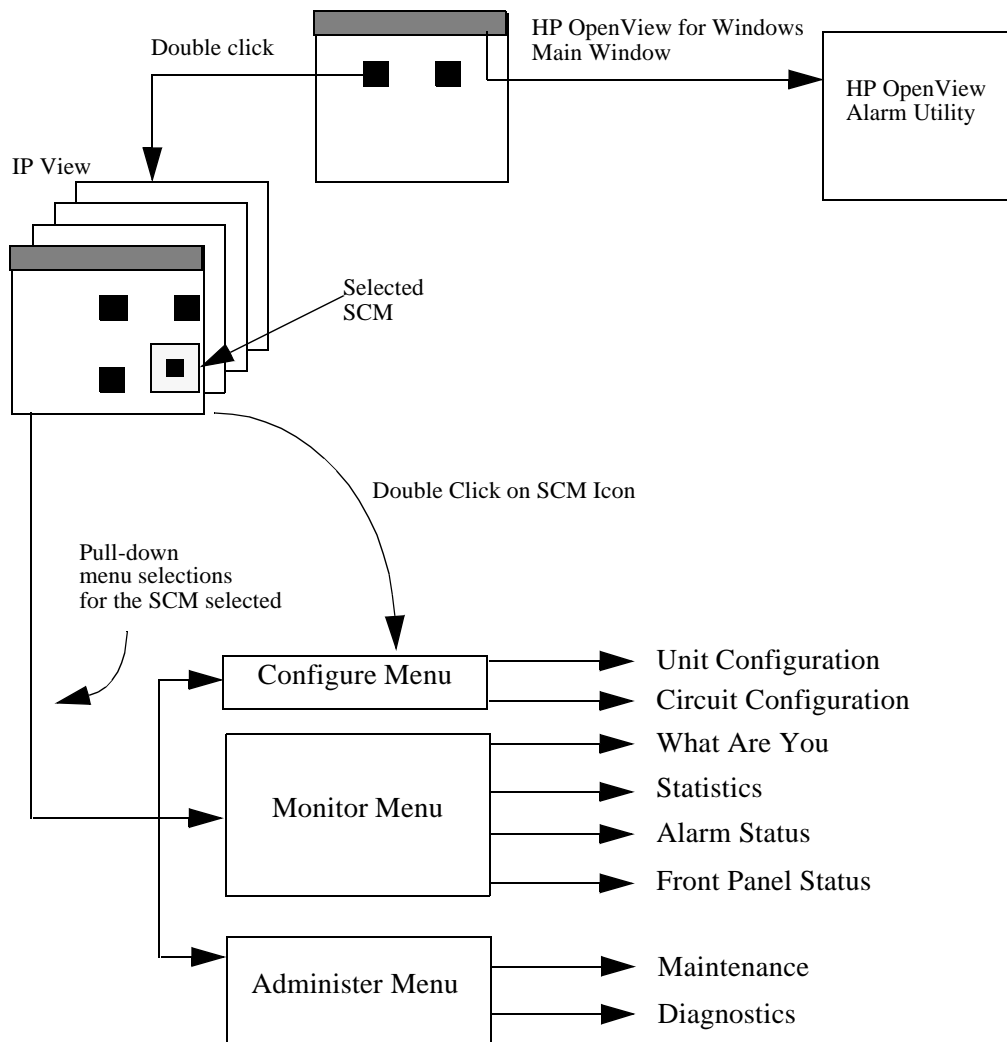 HP OpenView for Windows
Main Window
Double click
HP OpenView
Alarm Utility
IP View
Selected
SCM
Double Click on SCM Icon
Pull-down
menu selections
for the SCM selected
Configure Menu
Unit Configuration
Circuit Configuration
What Are You
Monitor Menu
Statistics
Alarm Status
Front Panel Status
Administer Menu
Maintenance
Diagnostics